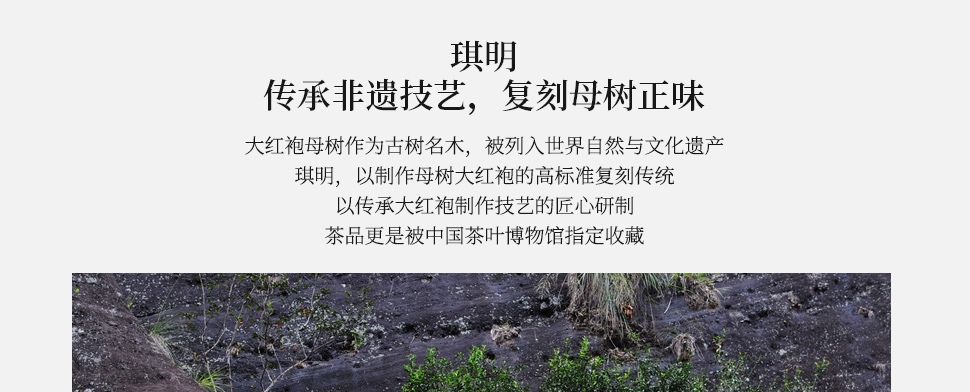 琪明
传承非遗技艺，复刻母树正味
大红袍母树作为古树名木，被列入世界自然与文化遗产
琪明，以制作母树大红袍的高标准复刻传统
以传承大红袍制作技艺的匠心研制
茶品更是被中国茶叶博物馆指定收藏